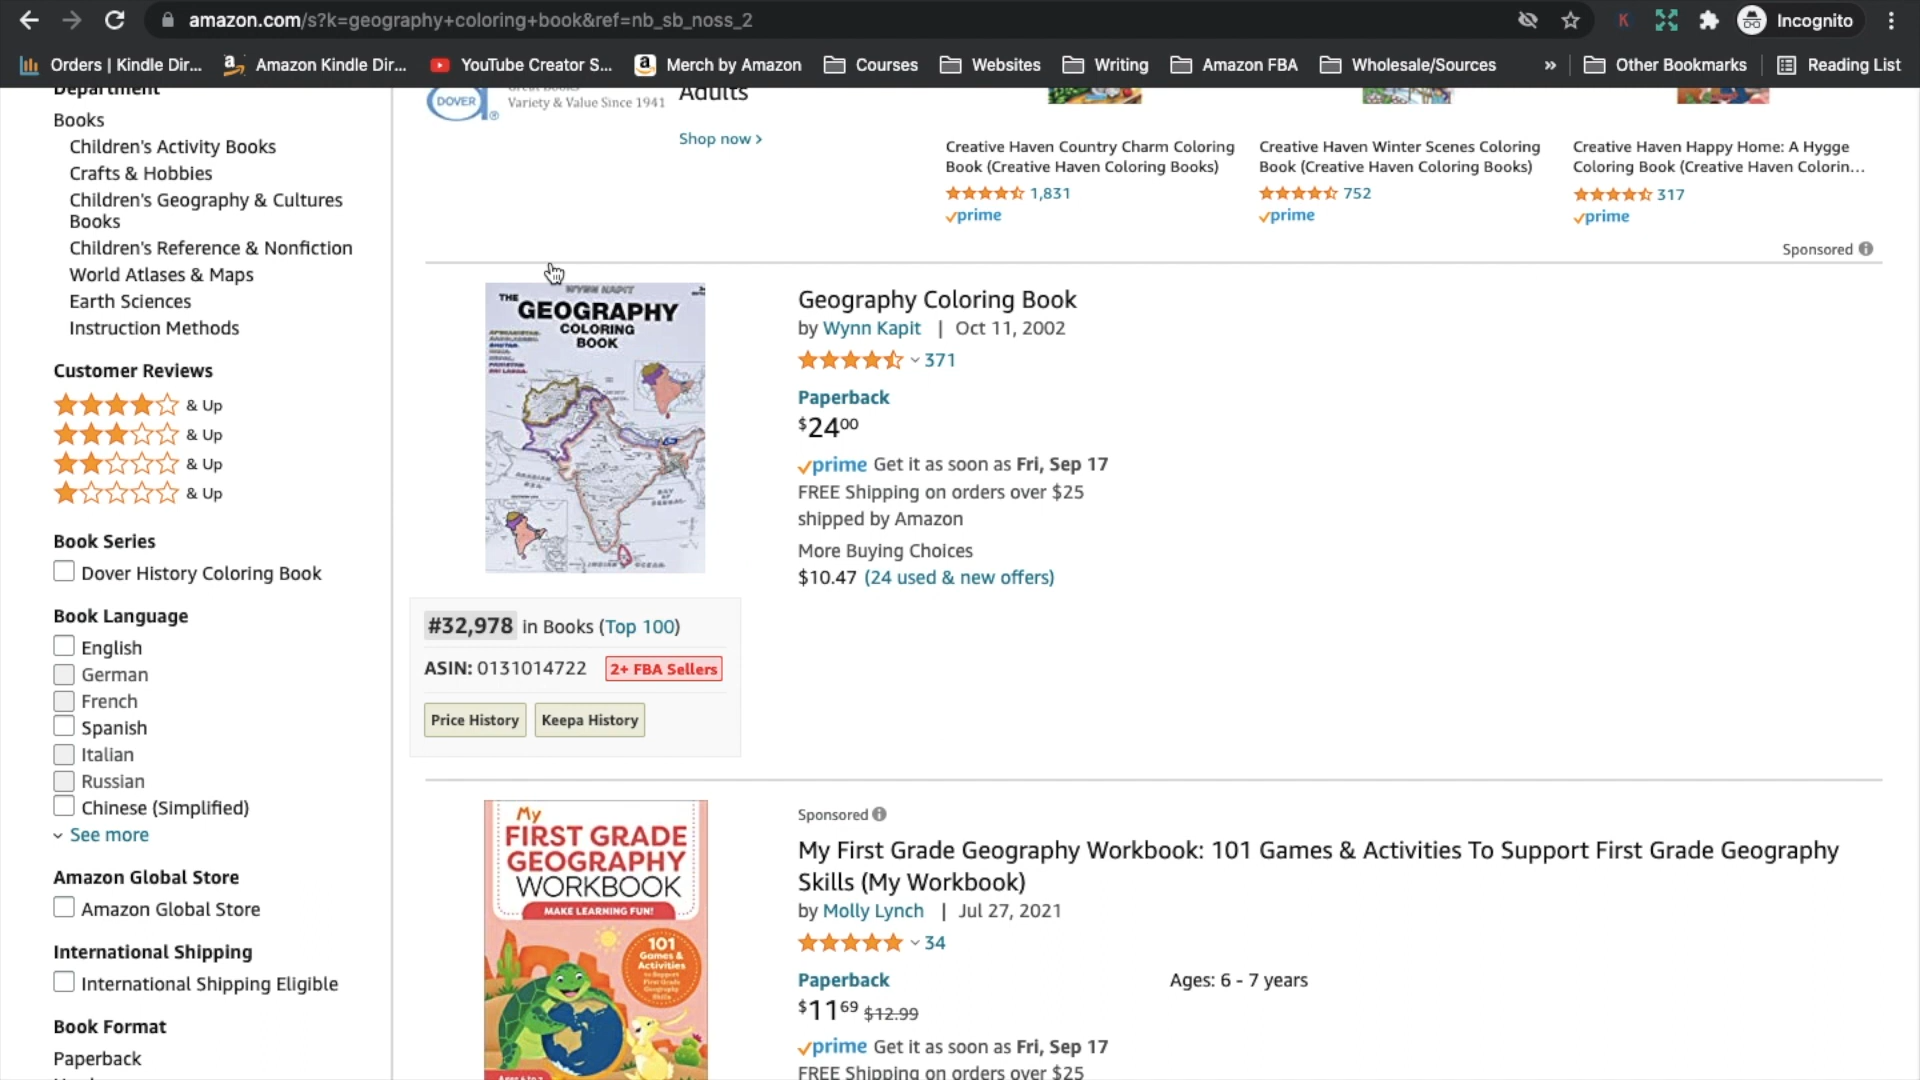 amazon.com/s?k=geography+coloring+book&ref=nb_sb_noss_2
Incognito
Orders | Kindle Dir...
Amazon Kindle Dir...
YouTube Creator S...
Merch by Amazon
Courses
Websites
Writing
Amazon FBA
Wholesale/Sources
»
Other Bookmarks
Reading List
Department
Books
Children's Activity Books
Crafts & Hobbies
Children's Geography & Cultures
Books
Children's Reference & Nonfiction
World Atlases & Maps
Earth Sciences
Instruction Methods
Customer Reviews
& Up
& Up
& Up
& Up
Book Series
Dover History Coloring Book
Book Language
English
German
French
Spanish
Italian
Russian
Chinese (Simplified)
See more
Amazon Global Store
Amazon Global Store
International Shipping
International Shipping Eligible
Book Format
Paperback
DOVER
Great Books
Variety & Value Since 1941
Adults
Shop now ›
Creative Haven Country Charm Coloring
Book (Creative Haven Coloring Books)
1,831
prime
Creative Haven Winter Scenes Coloring
Book (Creative Haven Coloring Books)
752
prime
Creative Haven Happy Home: A Hygge
Coloring Book (Creative Haven Colorin...
317
prime
Sponsored
WYNN KAPIT
THE
GEOGRAPHY
COLORING
BOOK
Geography Coloring Book
by Wynn Kapit | Oct 11, 2002
371
Paperback
$24 00
prime Get it as soon as Fri, Sep 17
FREE Shipping on orders over $25
shipped by Amazon
More Buying Choices
$10.47 (24 used & new offers)
#32,978 in Books (Top 100)
ASIN: 0131014722 2+ FBA Sellers
Price History
Keepa History
My
FIRST GRADE
GEOGRAPHY
WORKBOOK
MAKE LEARNING FUN!
101
Games &
Activities
to Support
First Grade
Geography
Skills
Sponsored
My First Grade Geography Workbook: 101 Games & Activities To Support First Grade Geography
Skills (My Workbook)
by Molly Lynch | Jul 27, 2021
34
Paperback
Ages: 6 - 7 years
$11 69 $12.99
prime Get it as soon as Fri, Sep 17
FREE Shipping on orders over $25